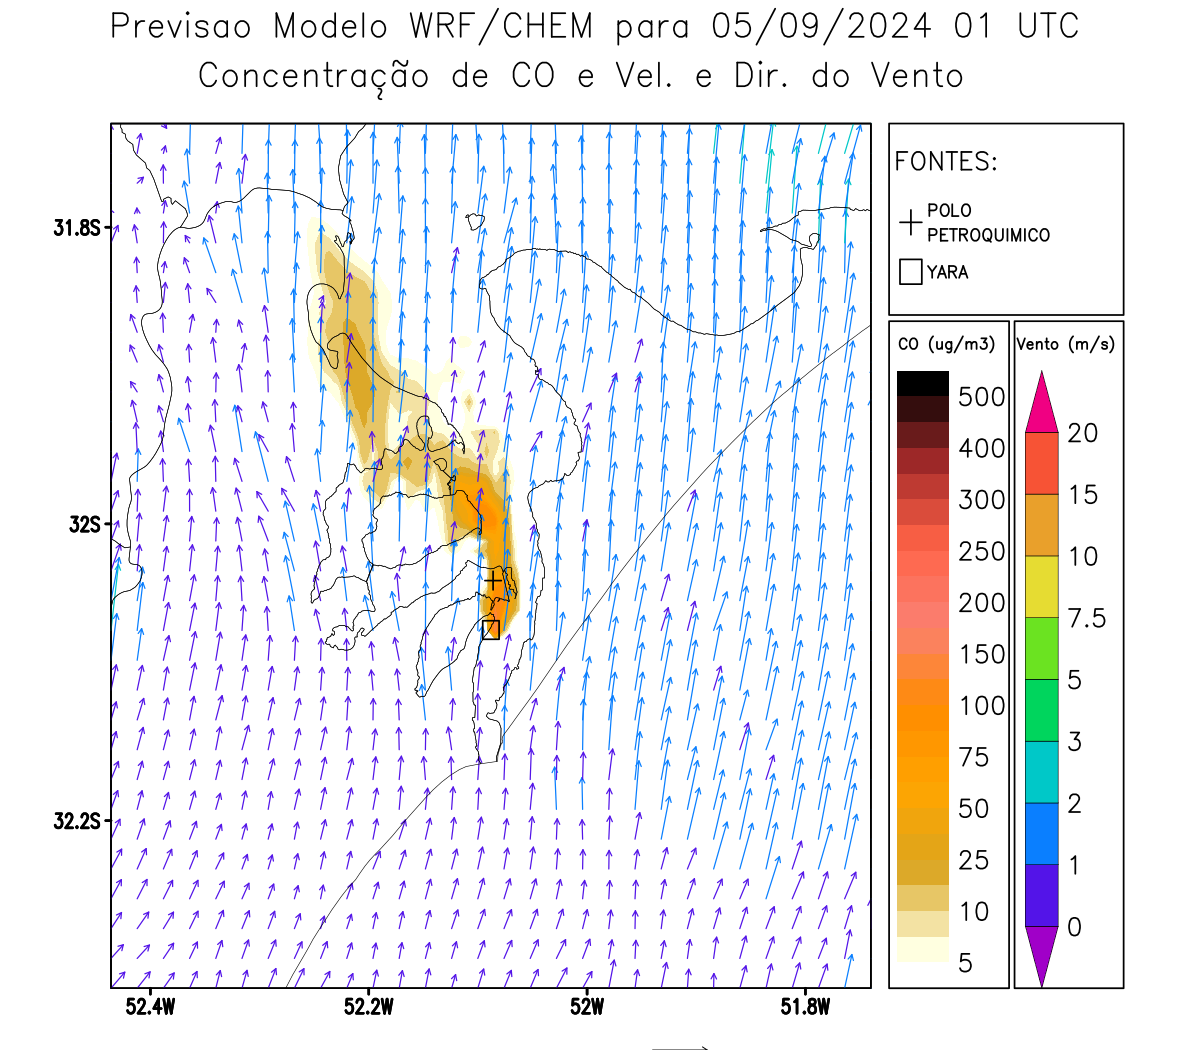 Previsao Modelo WRF/CHEM para 05/09/2024 01 UTC
Concentração de CO e Vel. e Dir. do Vento
FONTES:
POLO
PETROQUIMICO
YARA
CO (ug/m3)
500
400
300
250
200
150
100
75
50
25
10
5
Vento (m/s)
20
15
10
7.5
5
3
2
1
0
31.8S
32S
32.2S
52.4W
52.2W
52W
51.8W